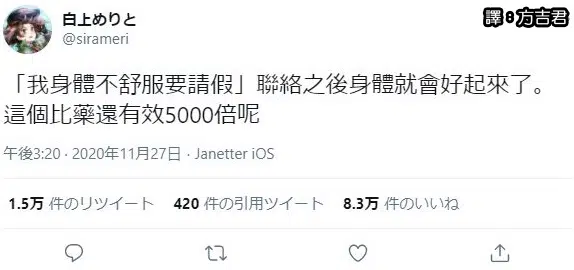 譯:方吉君
白上めりと
@sirameri
「我身體不舒服要請假」聯絡之後身體就會好起來了。
這個比藥還有效5000倍呢
午後3:20 · 2020年11月27日 · Janetter iOS
1.5万 件のリツイート 420 件の引用ツイート 8.3万 件のいいね